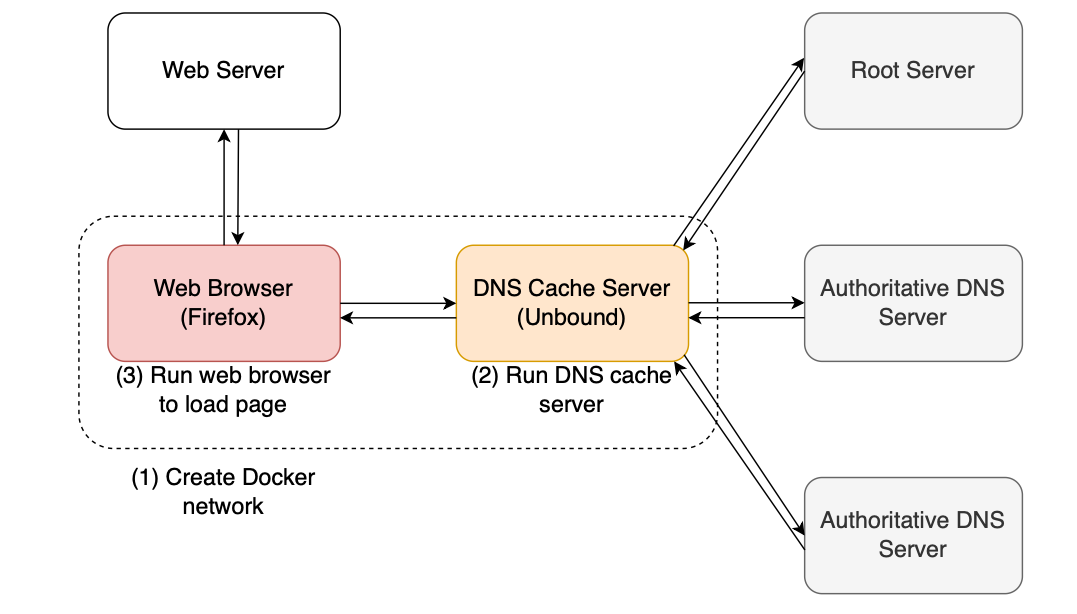 Web Server
Root Server
Web Browser
(Firefox)
DNS Cache Server
(Unbound)
Authoritative DNS
Server
(3) Run web browser
to load page
(2) Run DNS cache
server
(1) Create Docker
network
Authoritative DNS
Server